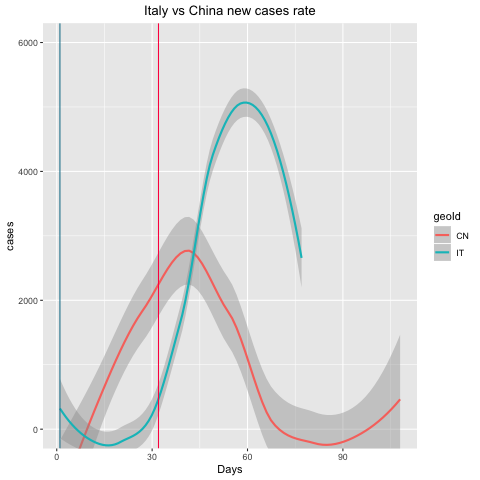 Italy vs China new cases rate
6000
4000
2000
0
cases
0 30 60 90
Days
geoId
CN
IT